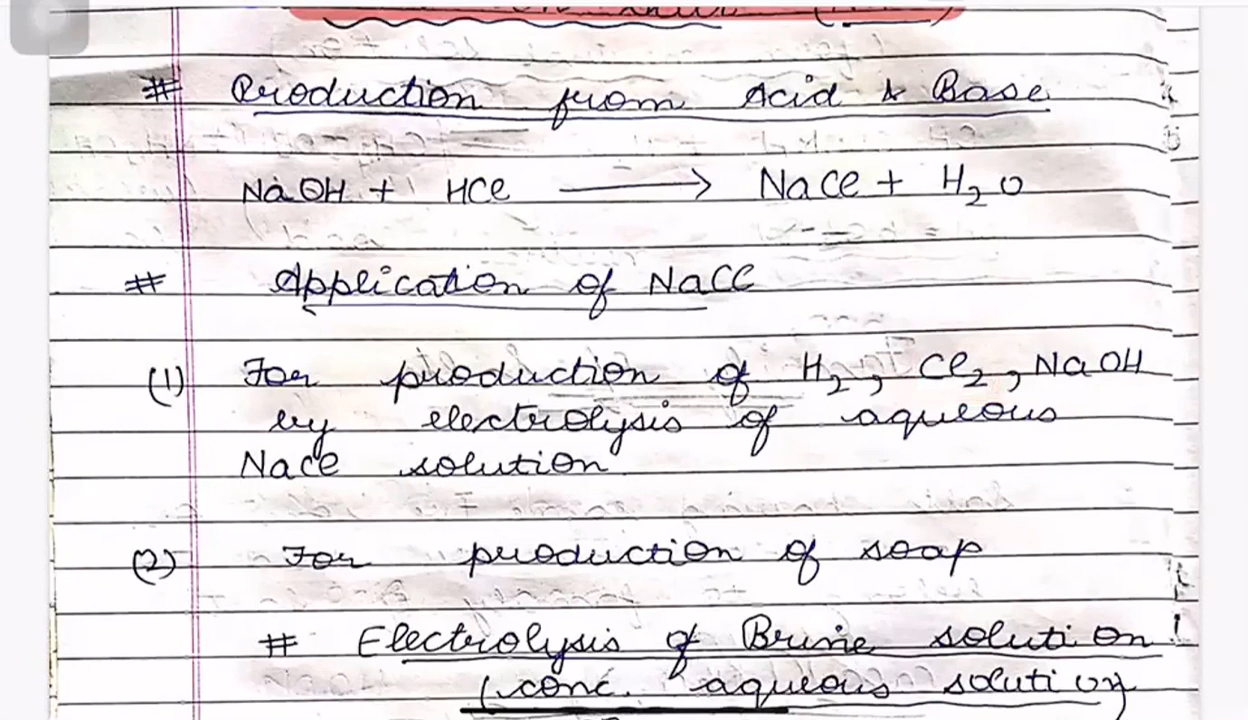 # Production from Acid & Base
NaOH + HCl ⟶ NaCl + H₂O
# Application of NaCl
(1) For production of H₂, Cl₂, NaOH
by electrolysis of aqueous
NaCl solution
(2) For production of soap
# Electrolysis of Brine solution
(conc. aqueous solution)